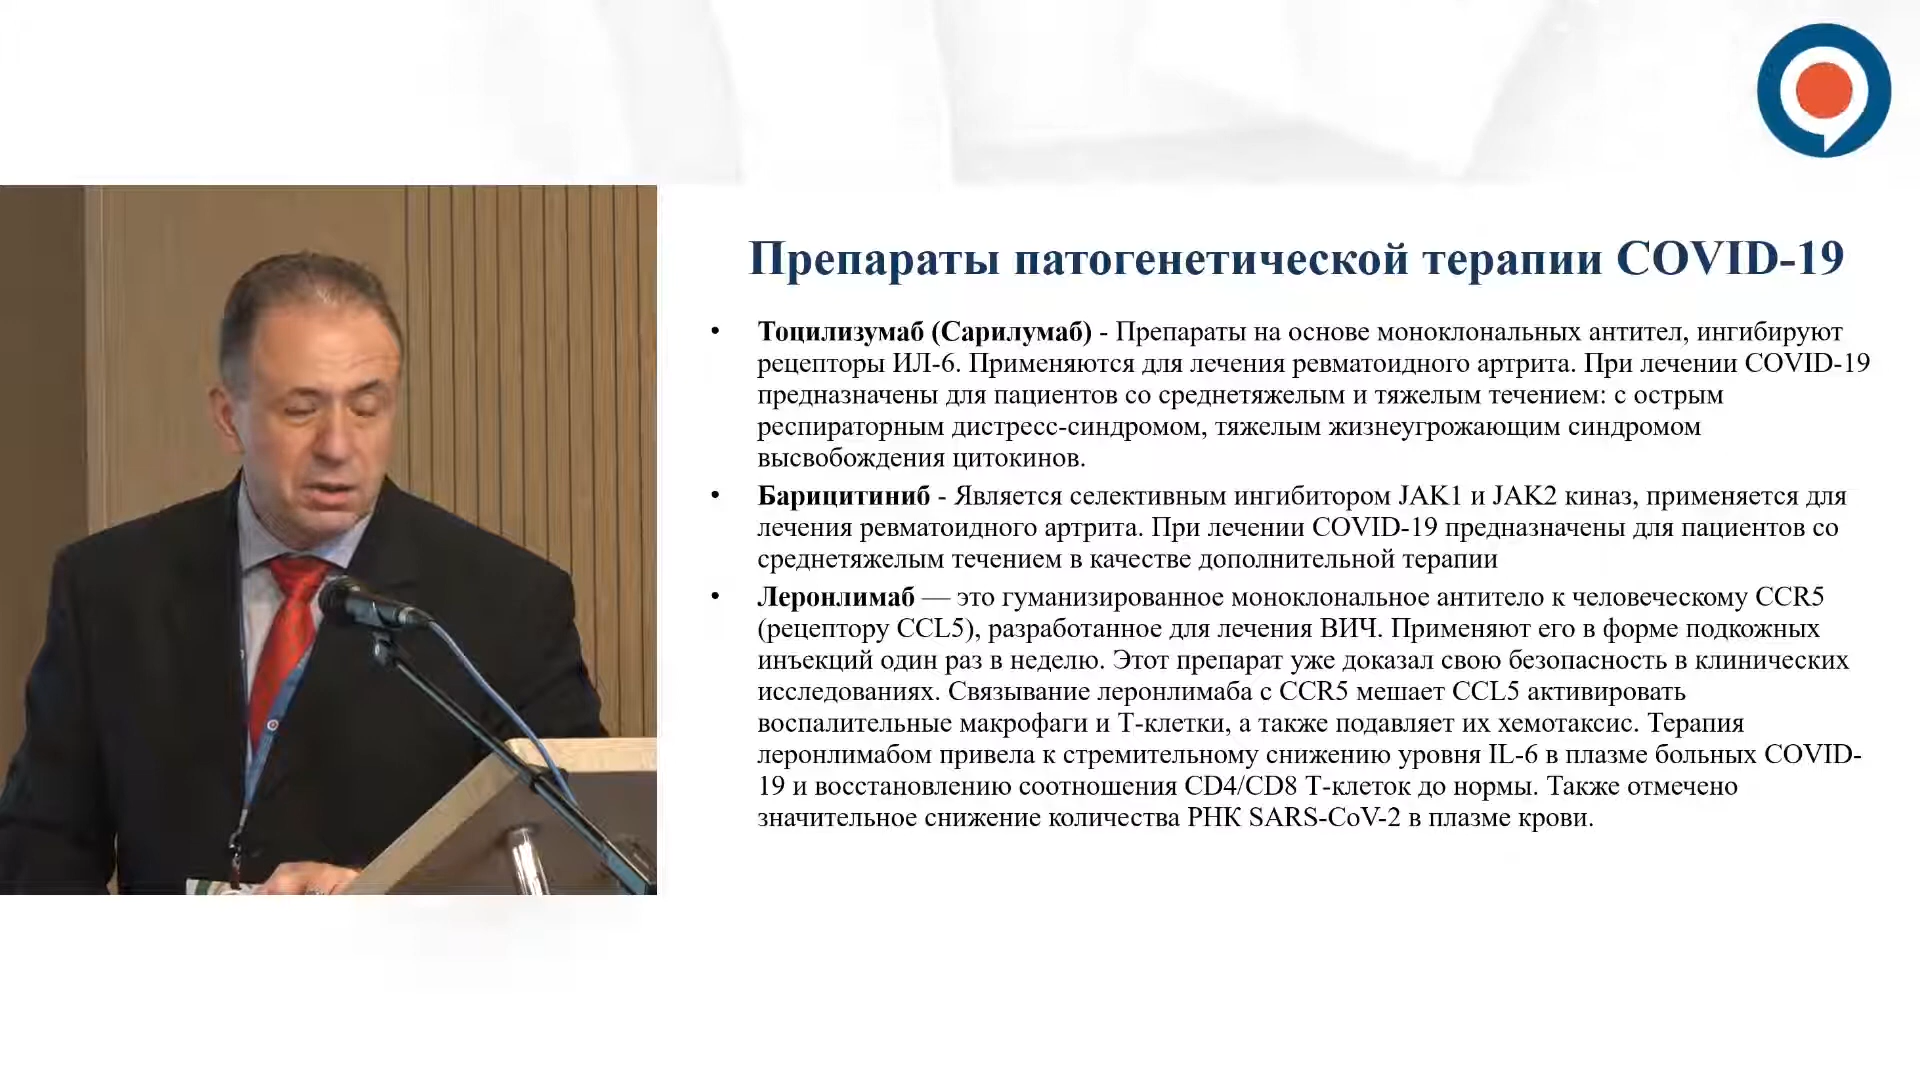 Препараты патогенетической терапии COVID-19
• Тоцилизумаб (Сарилумаб) - Препараты на основе моноклональных антител, ингибируют
рецепторы ИЛ-6. Применяются для лечения ревматоидного артрита. При лечении COVID-19
предназначены для пациентов со среднетяжелым и тяжелым течением: с острым
респираторным дистресс-синдромом, тяжелым жизнеугрожающим синдромом
высвобождения цитокинов.
• Барицитиниб - Является селективным ингибитором JAK1 и JAK2 киназ, применяется для
лечения ревматоидного артрита. При лечении COVID-19 предназначены для пациентов со
среднетяжелым течением в качестве дополнительной терапии
• Леронлимаб — это гуманизированное моноклональное антитело к человеческому CCR5
(рецептору CCL5), разработанное для лечения ВИЧ. Применяют его в форме подкожных
инъекций один раз в неделю. Этот препарат уже доказал свою безопасность в клинических
исследованиях. Связывание леронлимаба с CCR5 мешает CCL5 активировать
воспалительные макрофаги и Т-клетки, а также подавляет их хемотаксис. Терапия
леронлимабом привела к стремительному снижению уровня IL-6 в плазме больных COVID-
19 и восстановлению соотношения CD4/CD8 Т-клеток до нормы. Также отмечено
значительное снижение количества РНК SARS-CoV-2 в плазме крови.